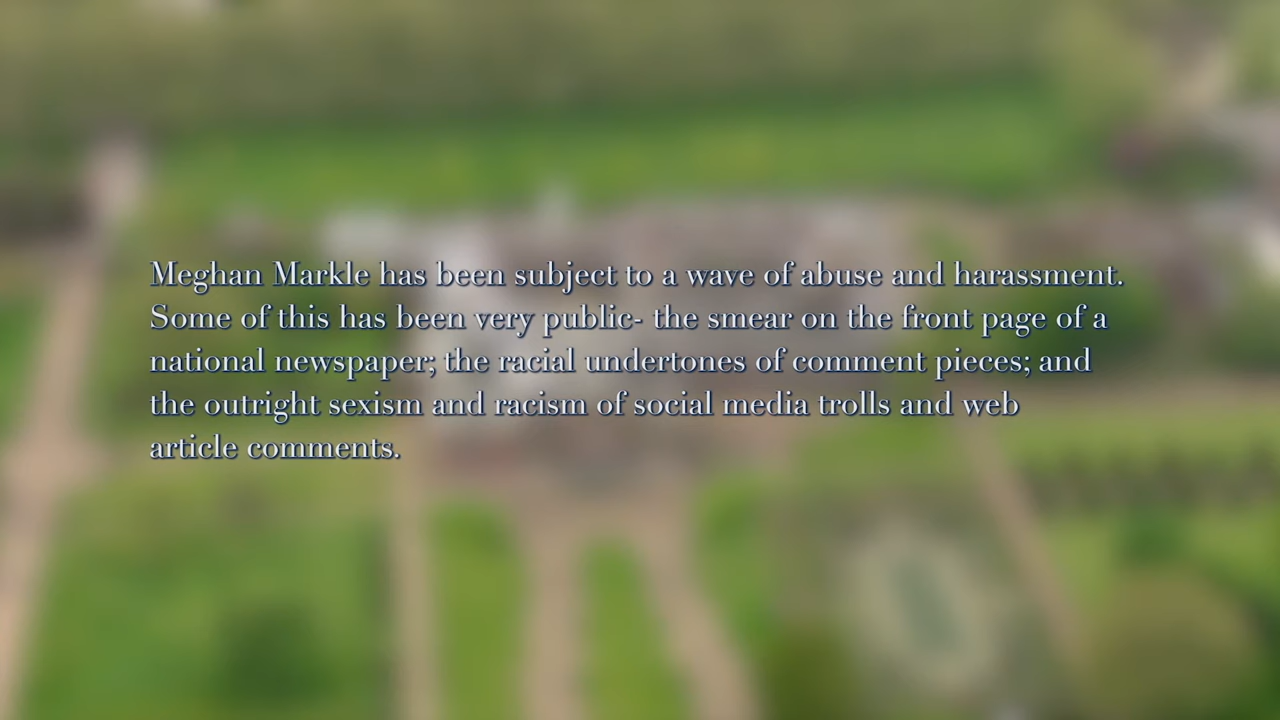 Meghan Markle has been subject to a wave of abuse and harassment.
Some of this has been very public- the smear on the front page of a
national newspaper; the racial undertones of comment pieces; and
the outright sexism and racism of social media trolls and web
article comments.